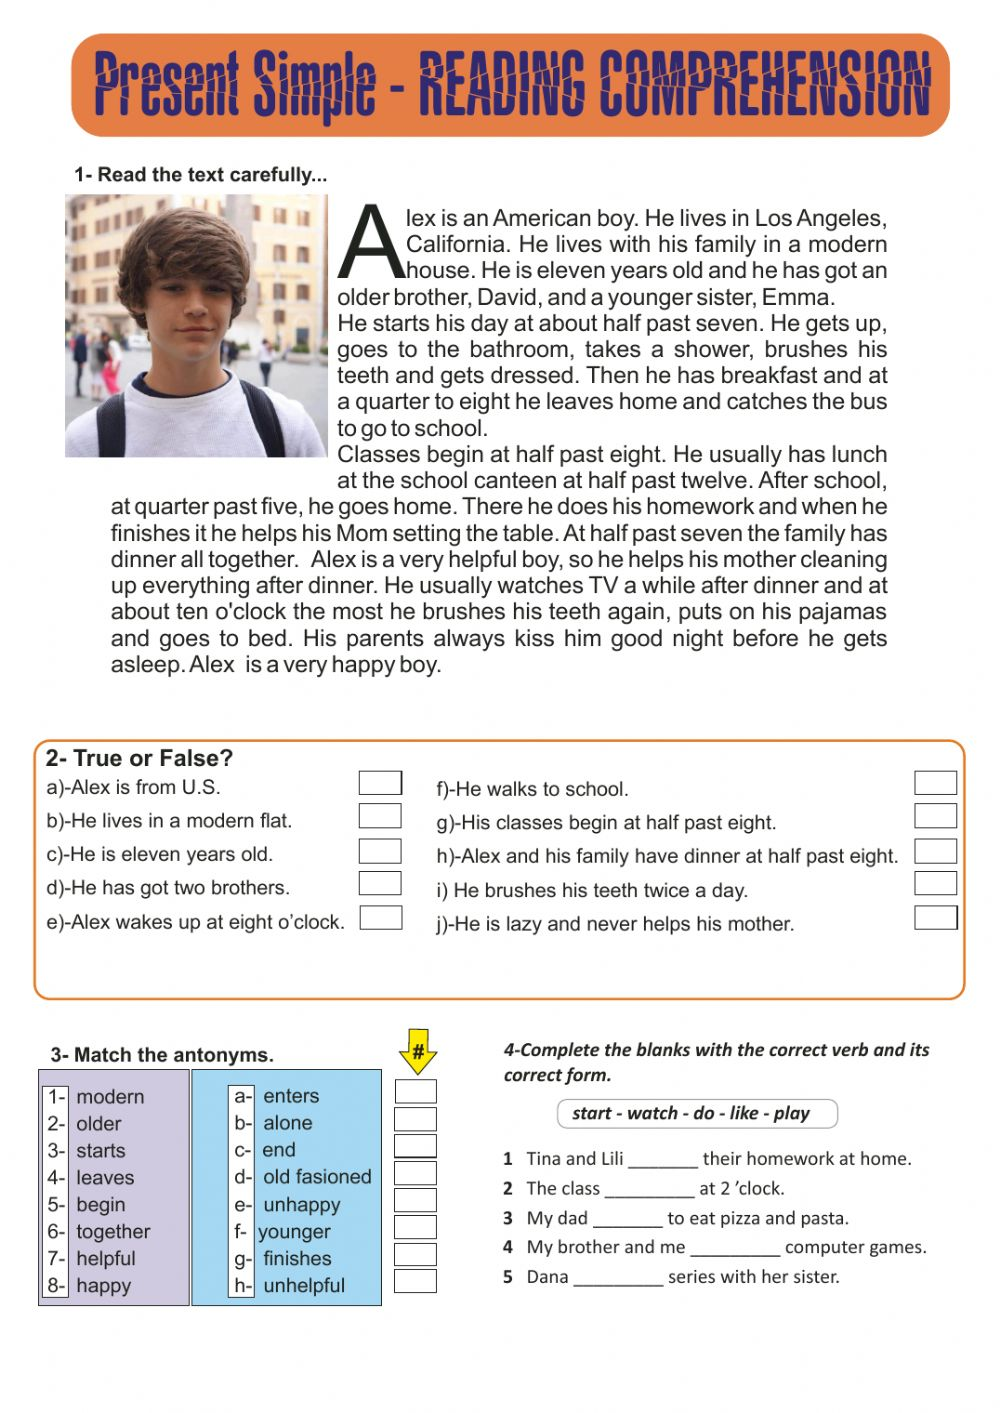 Present Simple - READING COMPREHENSION
1- Read the text carefully...
Alex is an American boy. He lives in Los Angeles,
California. He lives with his family in a modern
house. He is eleven years old and he has got an
older brother, David, and a younger sister, Emma.
He starts his day at about half past seven. He gets up,
goes to the bathroom, takes a shower, brushes his
teeth and gets dressed. Then he has breakfast and at
a quarter to eight he leaves home and catches the bus
to go to school.
Classes begin at half past eight. He usually has lunch
at the school canteen at half past twelve. After school,
at quarter past five, he goes home. There he does his homework and when he
finishes it he helps his Mom setting the table. At half past seven the family has
dinner all together. Alex is a very helpful boy, so he helps his mother cleaning
up everything after dinner. He usually watches TV a while after dinner and at
about ten o'clock the most he brushes his teeth again, puts on his pajamas
and goes to bed. His parents always kiss him good night before he gets
asleep. Alex is a very happy boy.
2- True or False?
a)-Alex is from U.S.
b)-He lives in a modern flat.
c)-He is eleven years old.
d)-He has got two brothers.
e)-Alex wakes up at eight o’clock.
f)-He walks to school.
g)-His classes begin at half past eight.
h)-Alex and his family have dinner at half past eight.
i) He brushes his teeth twice a day.
j)-He is lazy and never helps his mother.
3- Match the antonyms.
#
1- modern
2- older
3- starts
4- leaves
5- begin
6- together
7- helpful
8- happy
a- enters
b- alone
c- end
d- old fasioned
e- unhappy
f- younger
g- finishes
h- unhelpful
4-Complete the blanks with the correct verb and its
correct form.
start - watch - do - like - play
1 Tina and Lili _______ their homework at home.
2 The class _________ at 2 ’clock.
3 My dad _______ to eat pizza and pasta.
4 My brother and me _________ computer games.
5 Dana _________ series with her sister.